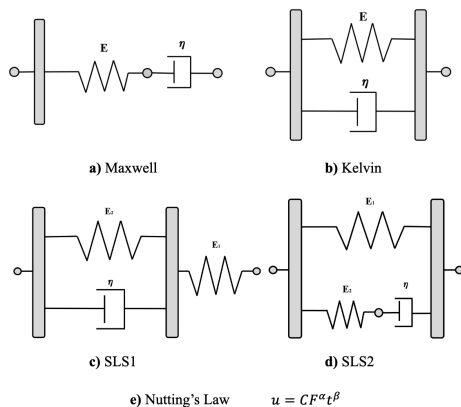 E
η
a) Maxwell
E
η
b) Kelvin
E₂
η
E₁
c) SLS1
E₁
E₂
η
d) SLS2
e) Nutting's Law u = CF^α t^β